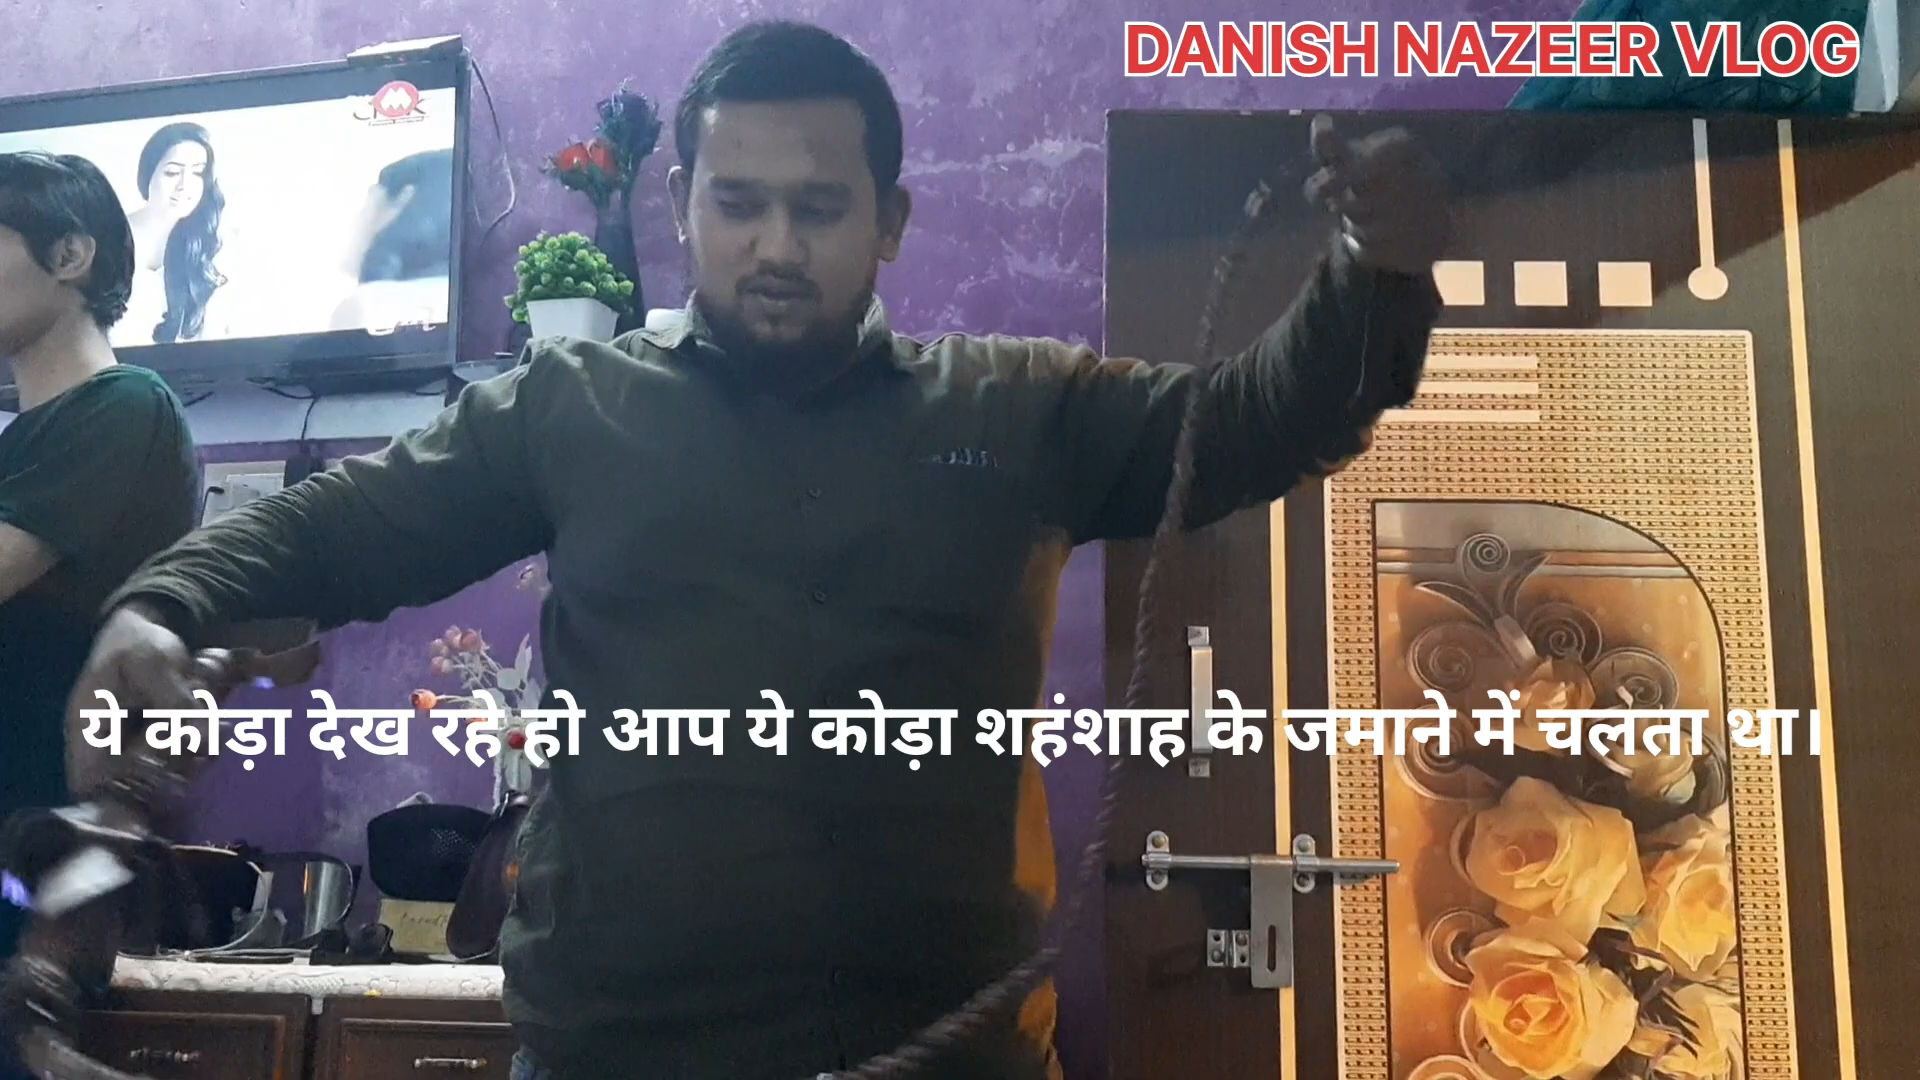 DANISH NAZEER VLOG
ये कोड़ा देख रहे हो आप ये कोड़ा शहंशाह के जमाने में चलता था।